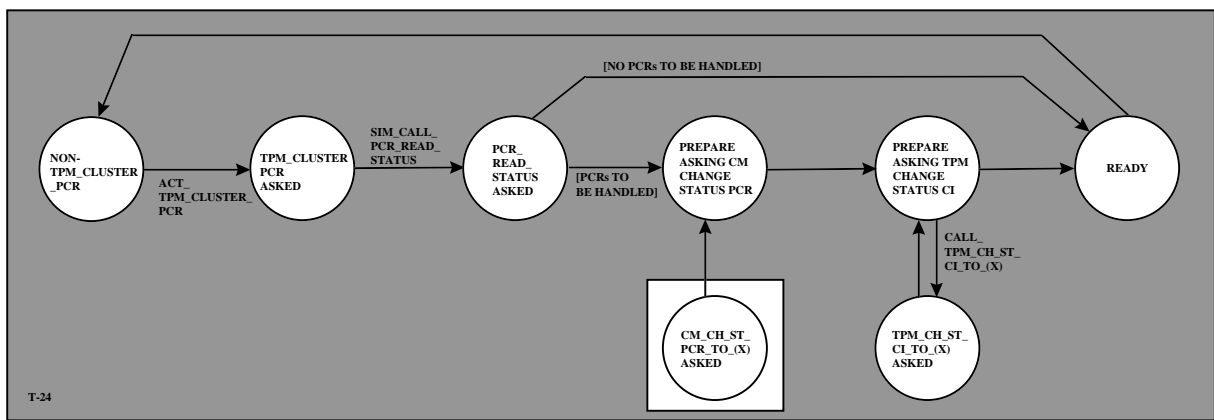 [NO PCRs TO BE HANDLED]
NON-
TPM_CLUSTER
_PCR
ACT_
TPM_CLUSTER_
PCR
TPM_CLUSTER
PCR
ASKED
SIM_CALL_
PCR_READ_
STATUS
PCR_
READ_
STATUS
ASKED
[PCRs TO
BE HANDLED]
PREPARE
ASKING CM
CHANGE
STATUS PCR
PREPARE
ASKING TPM
CHANGE
STATUS CI
READY
CALL_
TPM_CH_ST_
CI_TO_(X)
CM_CH_ST_
PCR_TO_(X)
ASKED
TPM_CH_ST_
CI_TO_(X)
ASKED
T-24